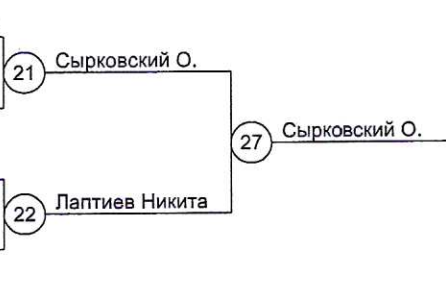 21 Сырковский О.
27 Сырковский О.
22 Лаптиев Никита